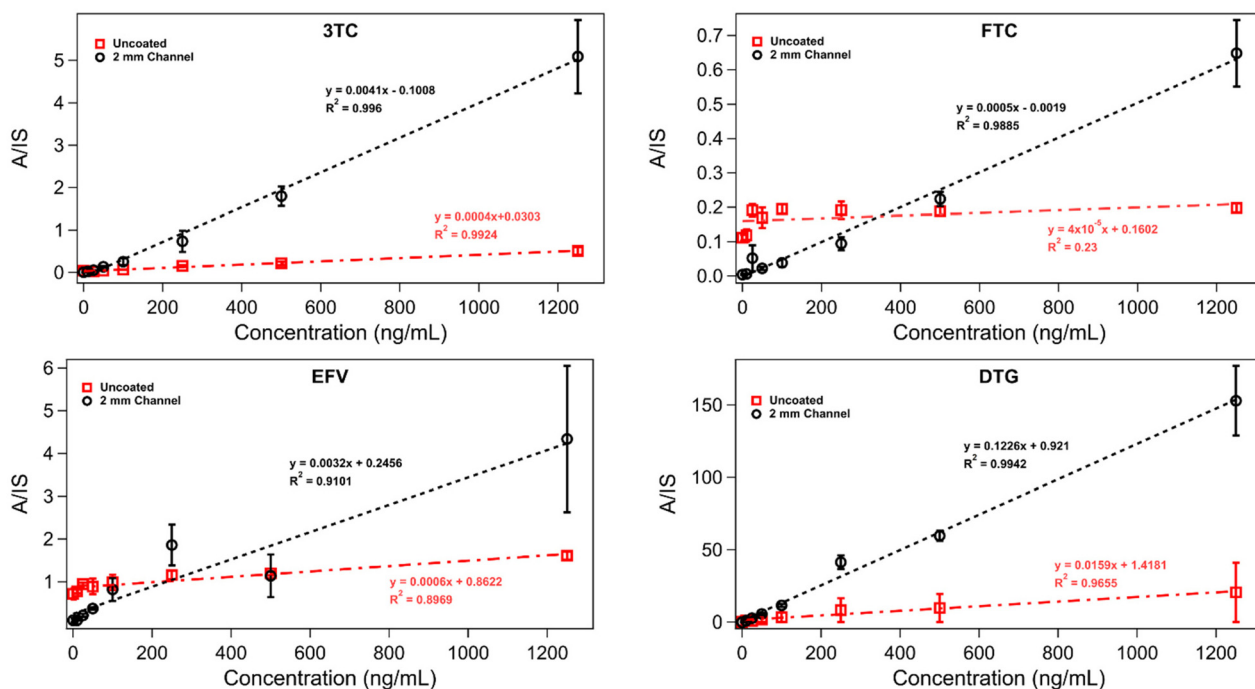 3TC
Uncoated
2 mm Channel
y = 0.0041x - 0.1008
R² = 0.996
y = 0.0004x+0.0303
R² = 0.9924
A/IS
5
4
3
2
1
0
0 200 400 600 800 1000 1200
Concentration (ng/mL)
FTC
Uncoated
2 mm Channel
y = 0.0005x - 0.0019
R² = 0.9885
y = 4x10⁻⁵x + 0.1602
R² = 0.23
A/IS
0.7
0.6
0.5
0.4
0.3
0.2
0.1
0.0
0 200 400 600 800 1000 1200
Concentration (ng/mL)
EFV
Uncoated
2 mm Channel
y = 0.0032x + 0.2456
R² = 0.9101
y = 0.0006x + 0.8622
R² = 0.8969
A/IS
6
5
4
3
2
1
0 200 400 600 800 1000 1200
Concentration (ng/mL)
DTG
Uncoated
2 mm Channel
y = 0.1226x + 0.921
R² = 0.9942
y = 0.0159x + 1.4181
R² = 0.9655
A/IS
150
100
50
0
0 200 400 600 800 1000 1200
Concentration (ng/mL)